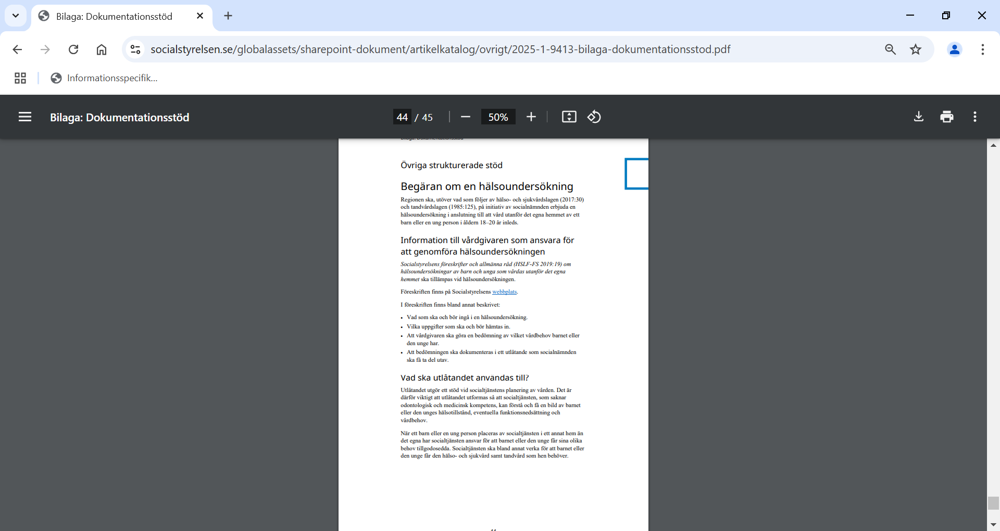 Bilaga: Dokumentationsstöd
socialstyrelsen.se/globalassets/sharepoint-dokument/artikelkatalog/ovrigt/2025-1-9413-bilaga-dokumentationsstod.pdf
Informationsspecifik...
Bilaga: Dokumentationsstöd 44 / 45 50%
Övriga strukturerade stöd
Begäran om en hälsoundersökning
Regionen ska, utöver vad som följer av hälso- och sjukvårdslagen (2017:30)
och tandvårdslagen (1985:125), på initiativ av socialnämnden erbjuda en
hälsoundersökning i anslutning till att vård utanför det egna hemmet av ett
barn eller en ung person i åldern 18–20 år inleds.
Information till vårdgivaren som ansvara för
att genomföra hälsoundersökningen
Socialstyrelsens föreskrifter och allmänna råd (HSLF-FS 2019:19) om
hälsoundersökningar av barn och unga som vårdas utanför det egna
hemmet ska tillämpas vid hälsoundersökningen.
Föreskriften finns på Socialstyrelsens webbplats.
I föreskriften finns bland annat beskrivet:
• Vad som ska och bör ingå i en hälsoundersökning.
• Vilka uppgifter som ska och bör hämtas in.
• Att vårdgivaren ska göra en bedömning av vilket vårdbehov barnet eller
den unge har.
• Att bedömningen ska dokumenteras i ett utlåtande som socialnämnden
ska få ta del utav.
Vad ska utlåtandet användas till?
Utlåtandet utgör ett stöd vid socialtjänstens planering av vården. Det är
därför viktigt att utlåtandet utformas så att socialtjänsten, som saknar
odontologisk och medicinsk kompetens, kan förstå och få en bild av barnet
eller den unges hälsotillstånd, eventuella funktionsnedsättning och
vårdbehov.
När ett barn eller en ung person placeras av socialtjänsten i ett annat hem än
det egna har socialtjänsten ansvar för att barnet eller den unge får sina olika
behov tillgodosedda. Socialtjänsten ska bland annat verka för att barnet eller
den unge får den hälso- och sjukvård samt tandvård som hen behöver.